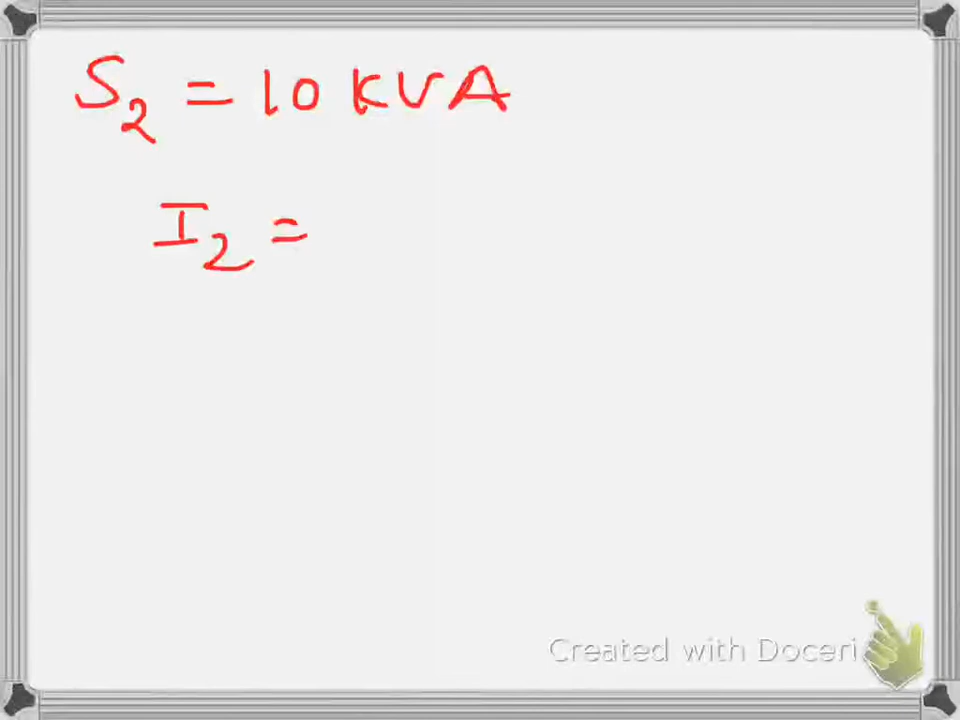 S₂ = 10 KVA
I₂ =
Created with Doceri